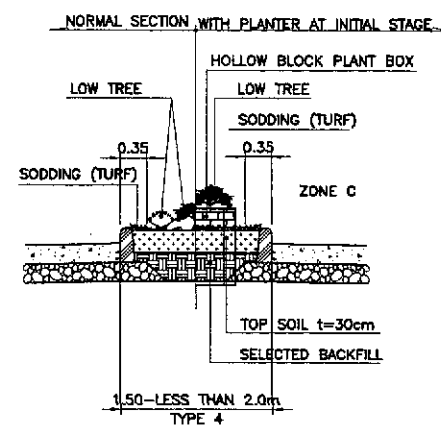 NORMAL SECTION WITH PLANTER AT INITIAL STAGE
HOLLOW BLOCK PLANT BOX
LOW TREE LOW TREE
SODDING (TURF)
0.35 0.35
SODDING (TURF)
ZONE C
TOP SOIL t=30cm
SELECTED BACKFILL
1.50-LESS THAN 2.0m
TYPE 4